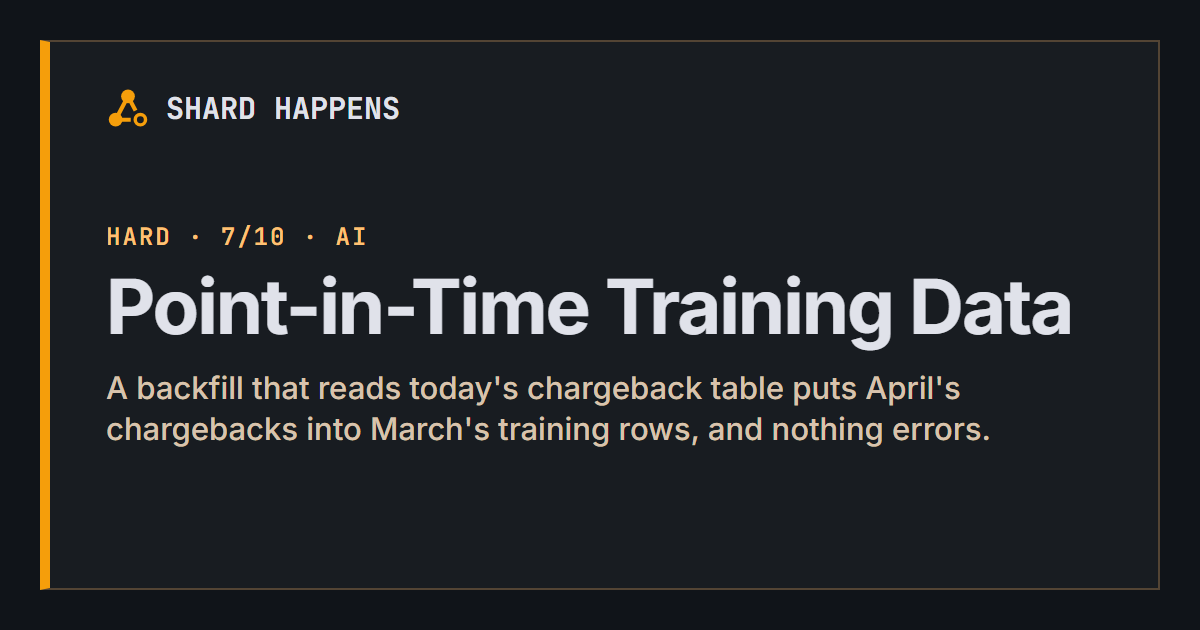 SHARD HAPPENS
HARD · 7/10 · AI
Point-in-Time Training Data
A backfill that reads today's chargeback table puts April's
chargebacks into March's training rows, and nothing errors.